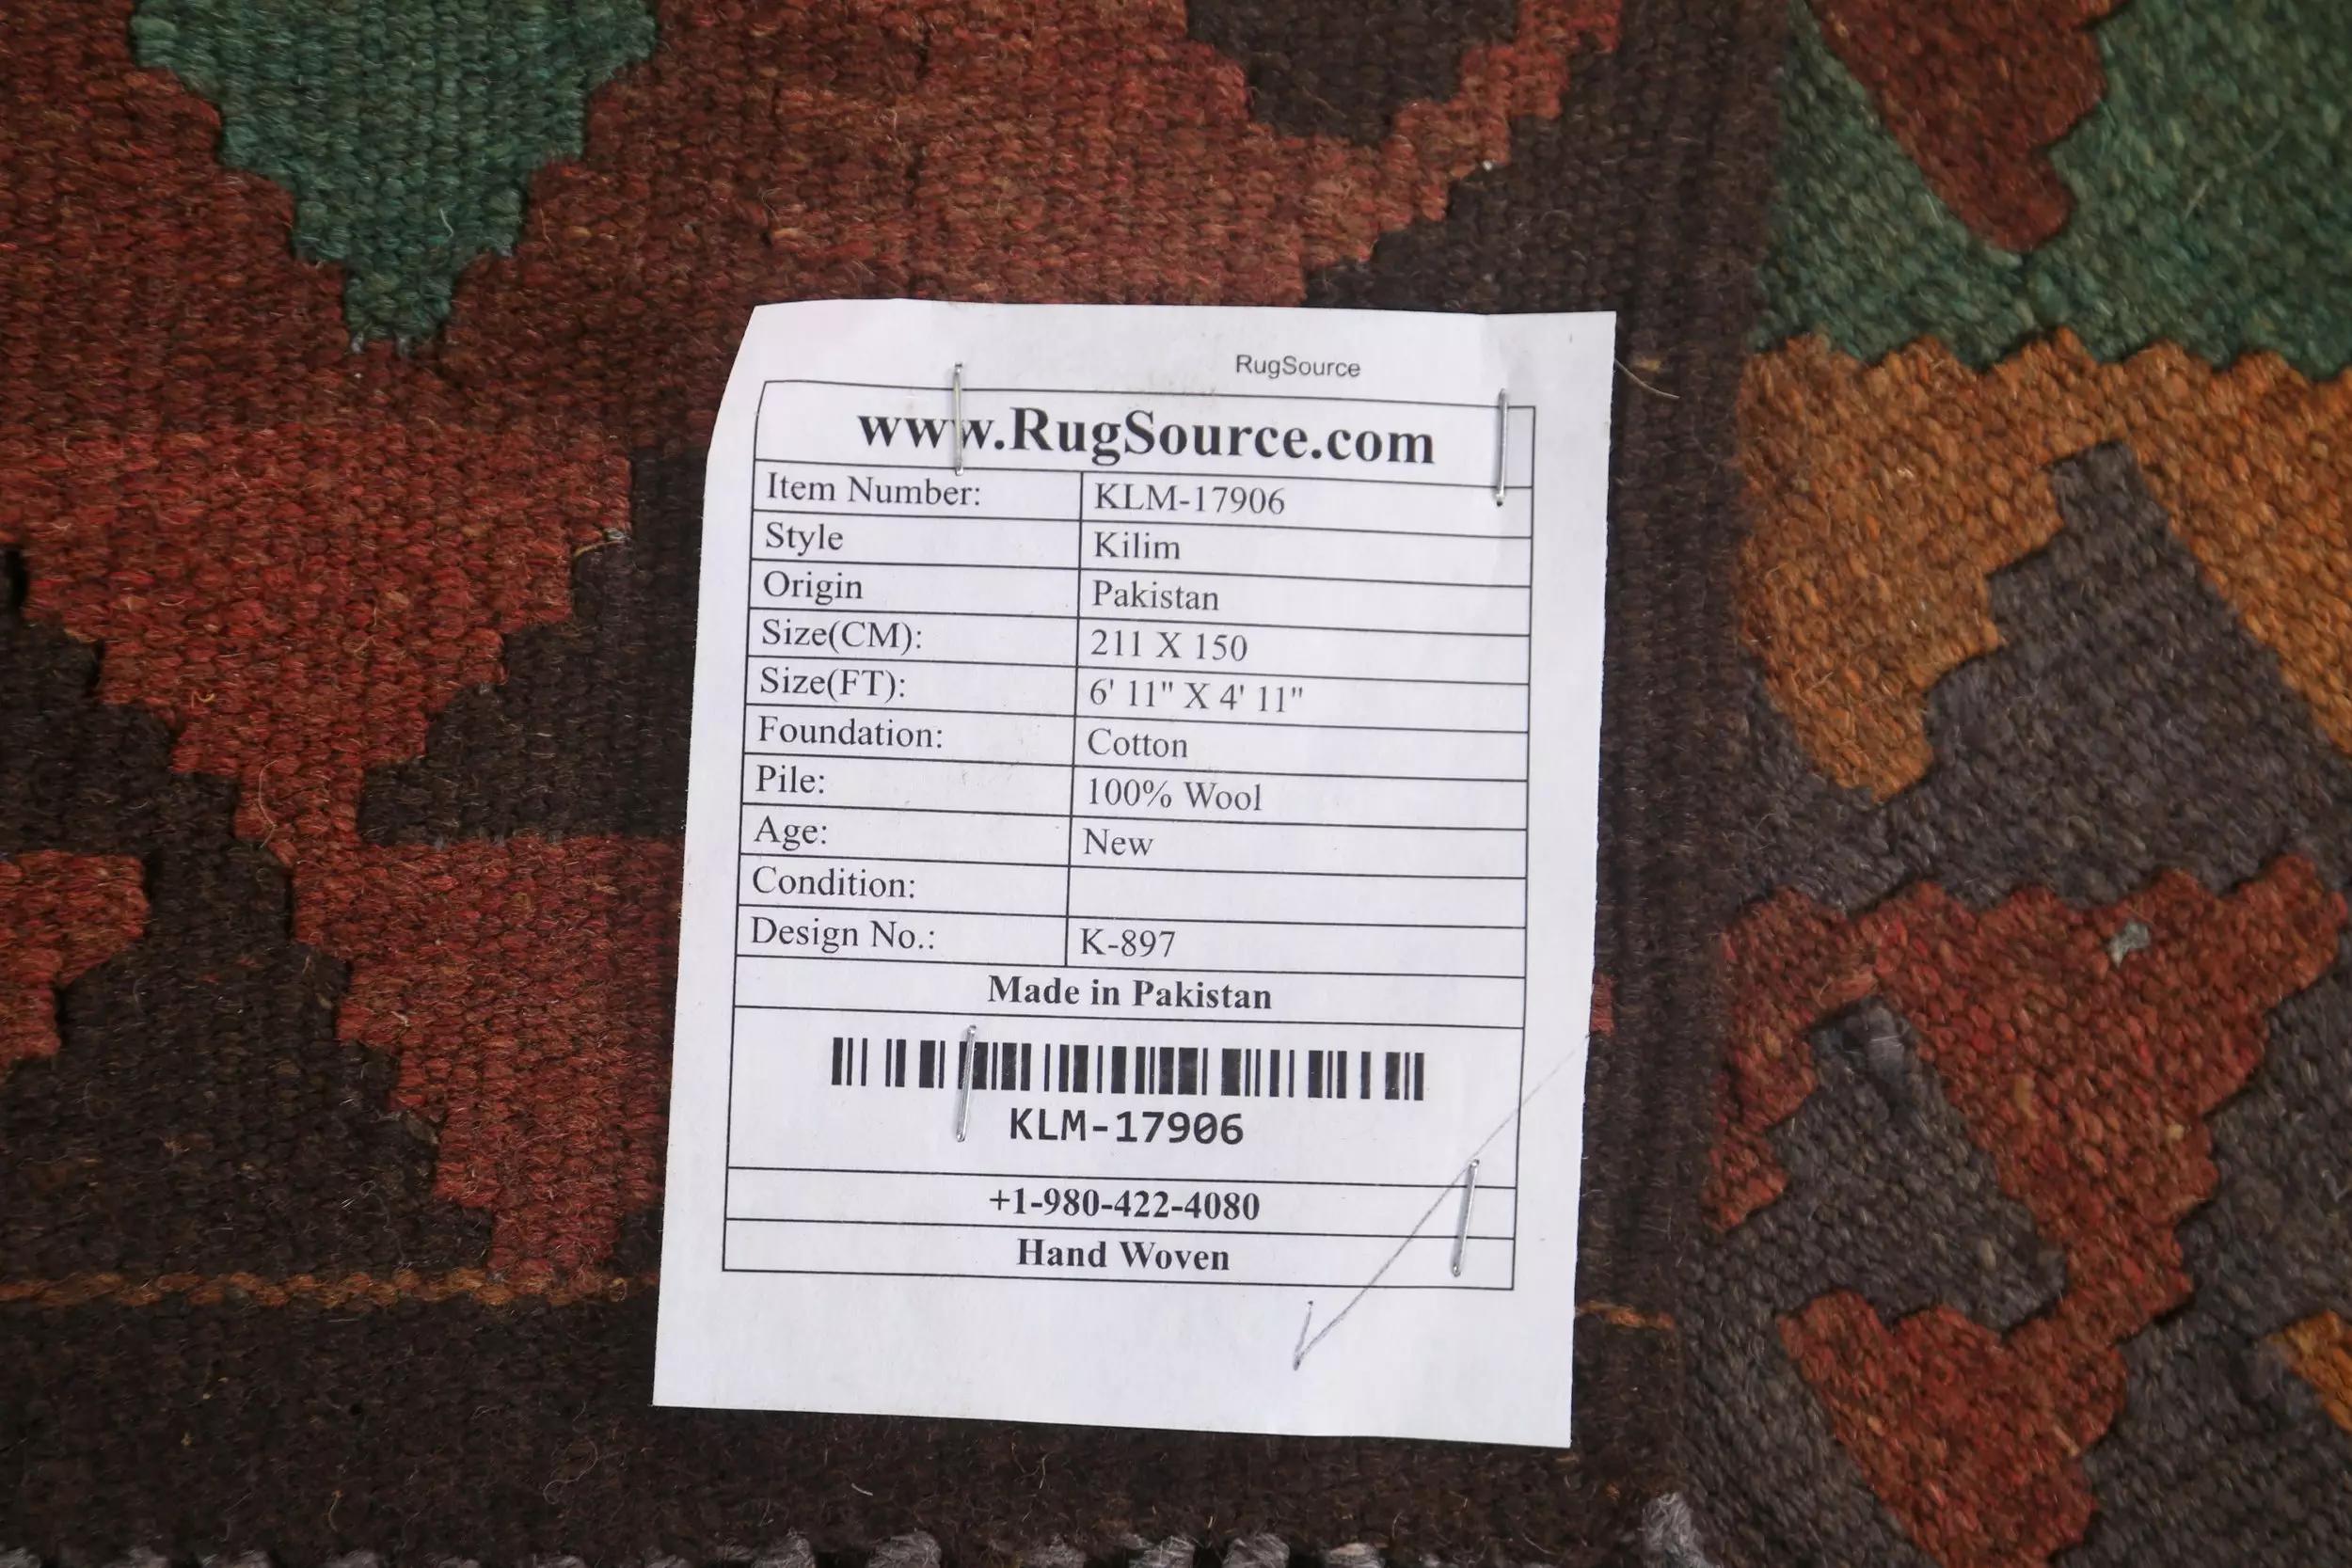 RugSource
www.RugSource.com
Item Number: KLM-17906
Style Kilim
Origin Pakistan
Size(CM): 211 X 150
Size(FT): 6' 11" X 4' 11"
Foundation: Cotton
Pile: 100% Wool
Age: New
Condition:
Design No.: K-897
Made in Pakistan
KLM-17906
+1-980-422-4080
Hand Woven